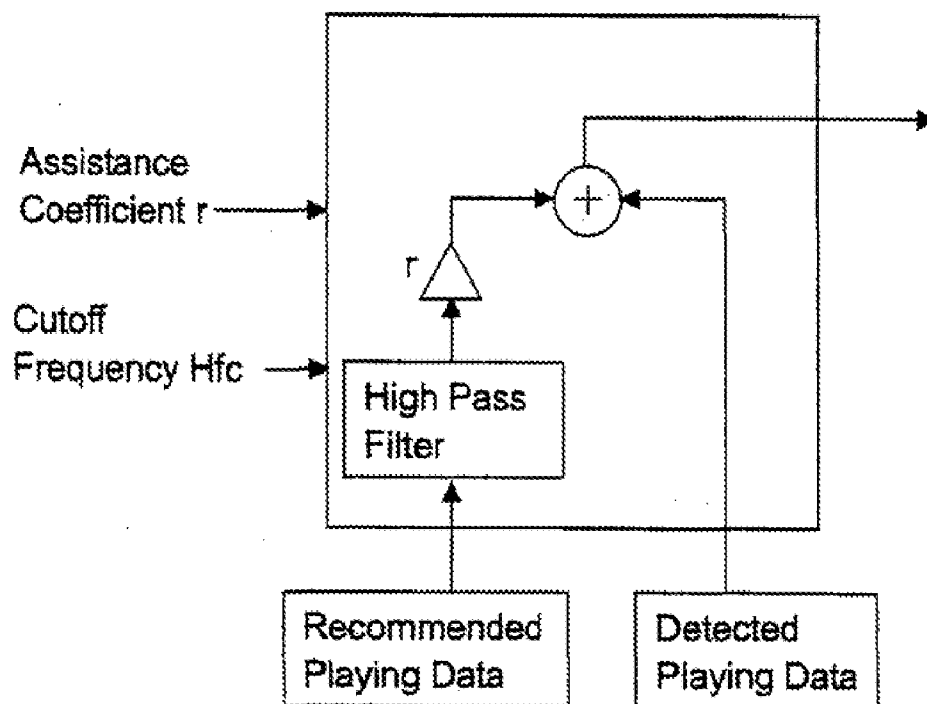 Assistance
Coefficient r
+
r
Cutoff
Frequency Hfc
High Pass
Filter
Recommended
Playing Data
Detected
Playing Data